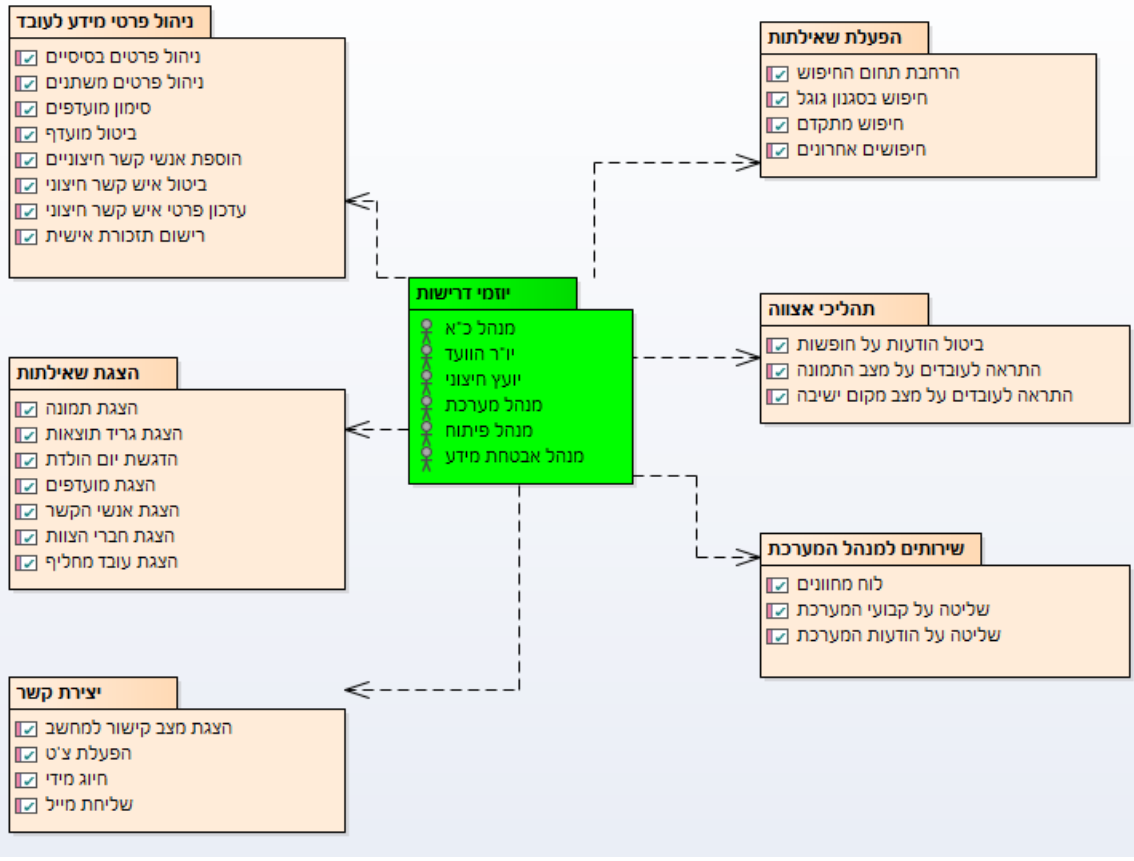 ניהול פרטי מידע לעובד
ניהול פרטים בסיסיים
ניהול פרטים משתנים
סימון מועדפים
ביטול מועדף
הוספת אנשי קשר חיצוניים
ביטול איש קשר חיצוני
עדכון פרטי איש קשר חיצוני
רישום תזכורת אישית
הפעלת שאילתות
הרחבת תחום החיפוש
חיפוש בסגנון גוגל
חיפוש מתקדם
חיפושים אחרונים
יוזמי דרישות
מנהל כ"א
יו"ר הוועד
יועץ חיצוני
מנהל מערכת
מנהל פיתוח
מנהל אבטחת מידע
תהליכי אצווה
ביטול הודעות על חופשות
התראה לעובדים על מצב התמונה
התראה לעובדים על מצב מקום ישיבה
הצגת שאילתות
הצגת תמונה
הצגת גריד תוצאות
הדגשת יום הולדת
הצגת מועדפים
הצגת אנשי הקשר
הצגת חברי הצוות
הצגת עובד מחליף
שירותים למנהל המערכת
לוח מחוונים
שליטה על קבועי המערכת
שליטה על הודעות המערכת
יצירת קשר
הצגת מצב קישור למחשב
הפעלת צ'ט
חיוג מידי
שליחת מייל